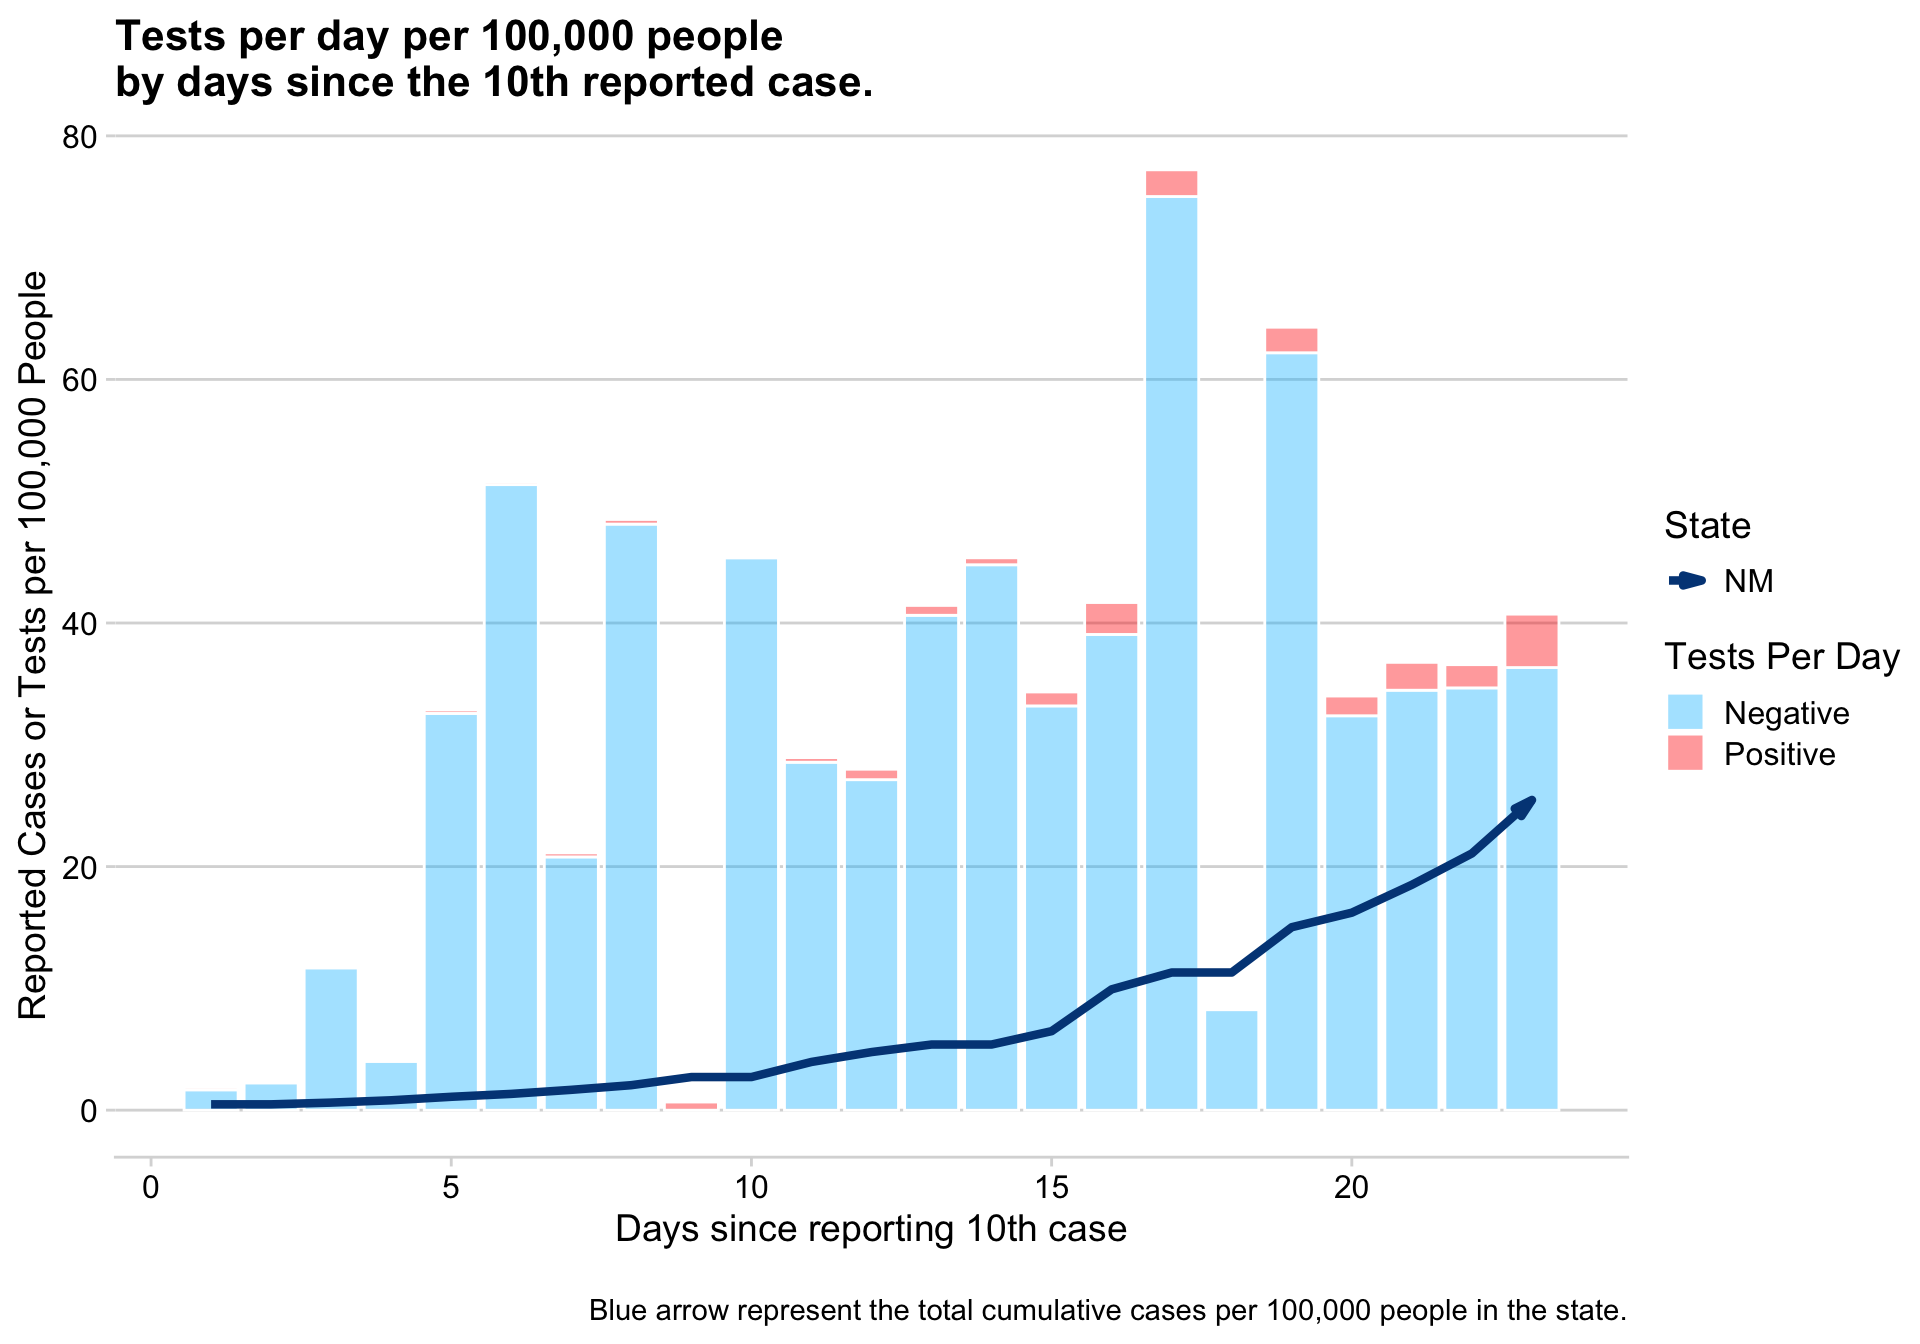 Tests per day per 100,000 people
by days since the 10th reported case.
Reported Cases or Tests per 100,000 People
80
60
40
20
0
0
5
10
15
20
Days since reporting 10th case
State
NM
Tests Per Day
Negative
Positive
Blue arrow represent the total cumulative cases per 100,000 people in the state.